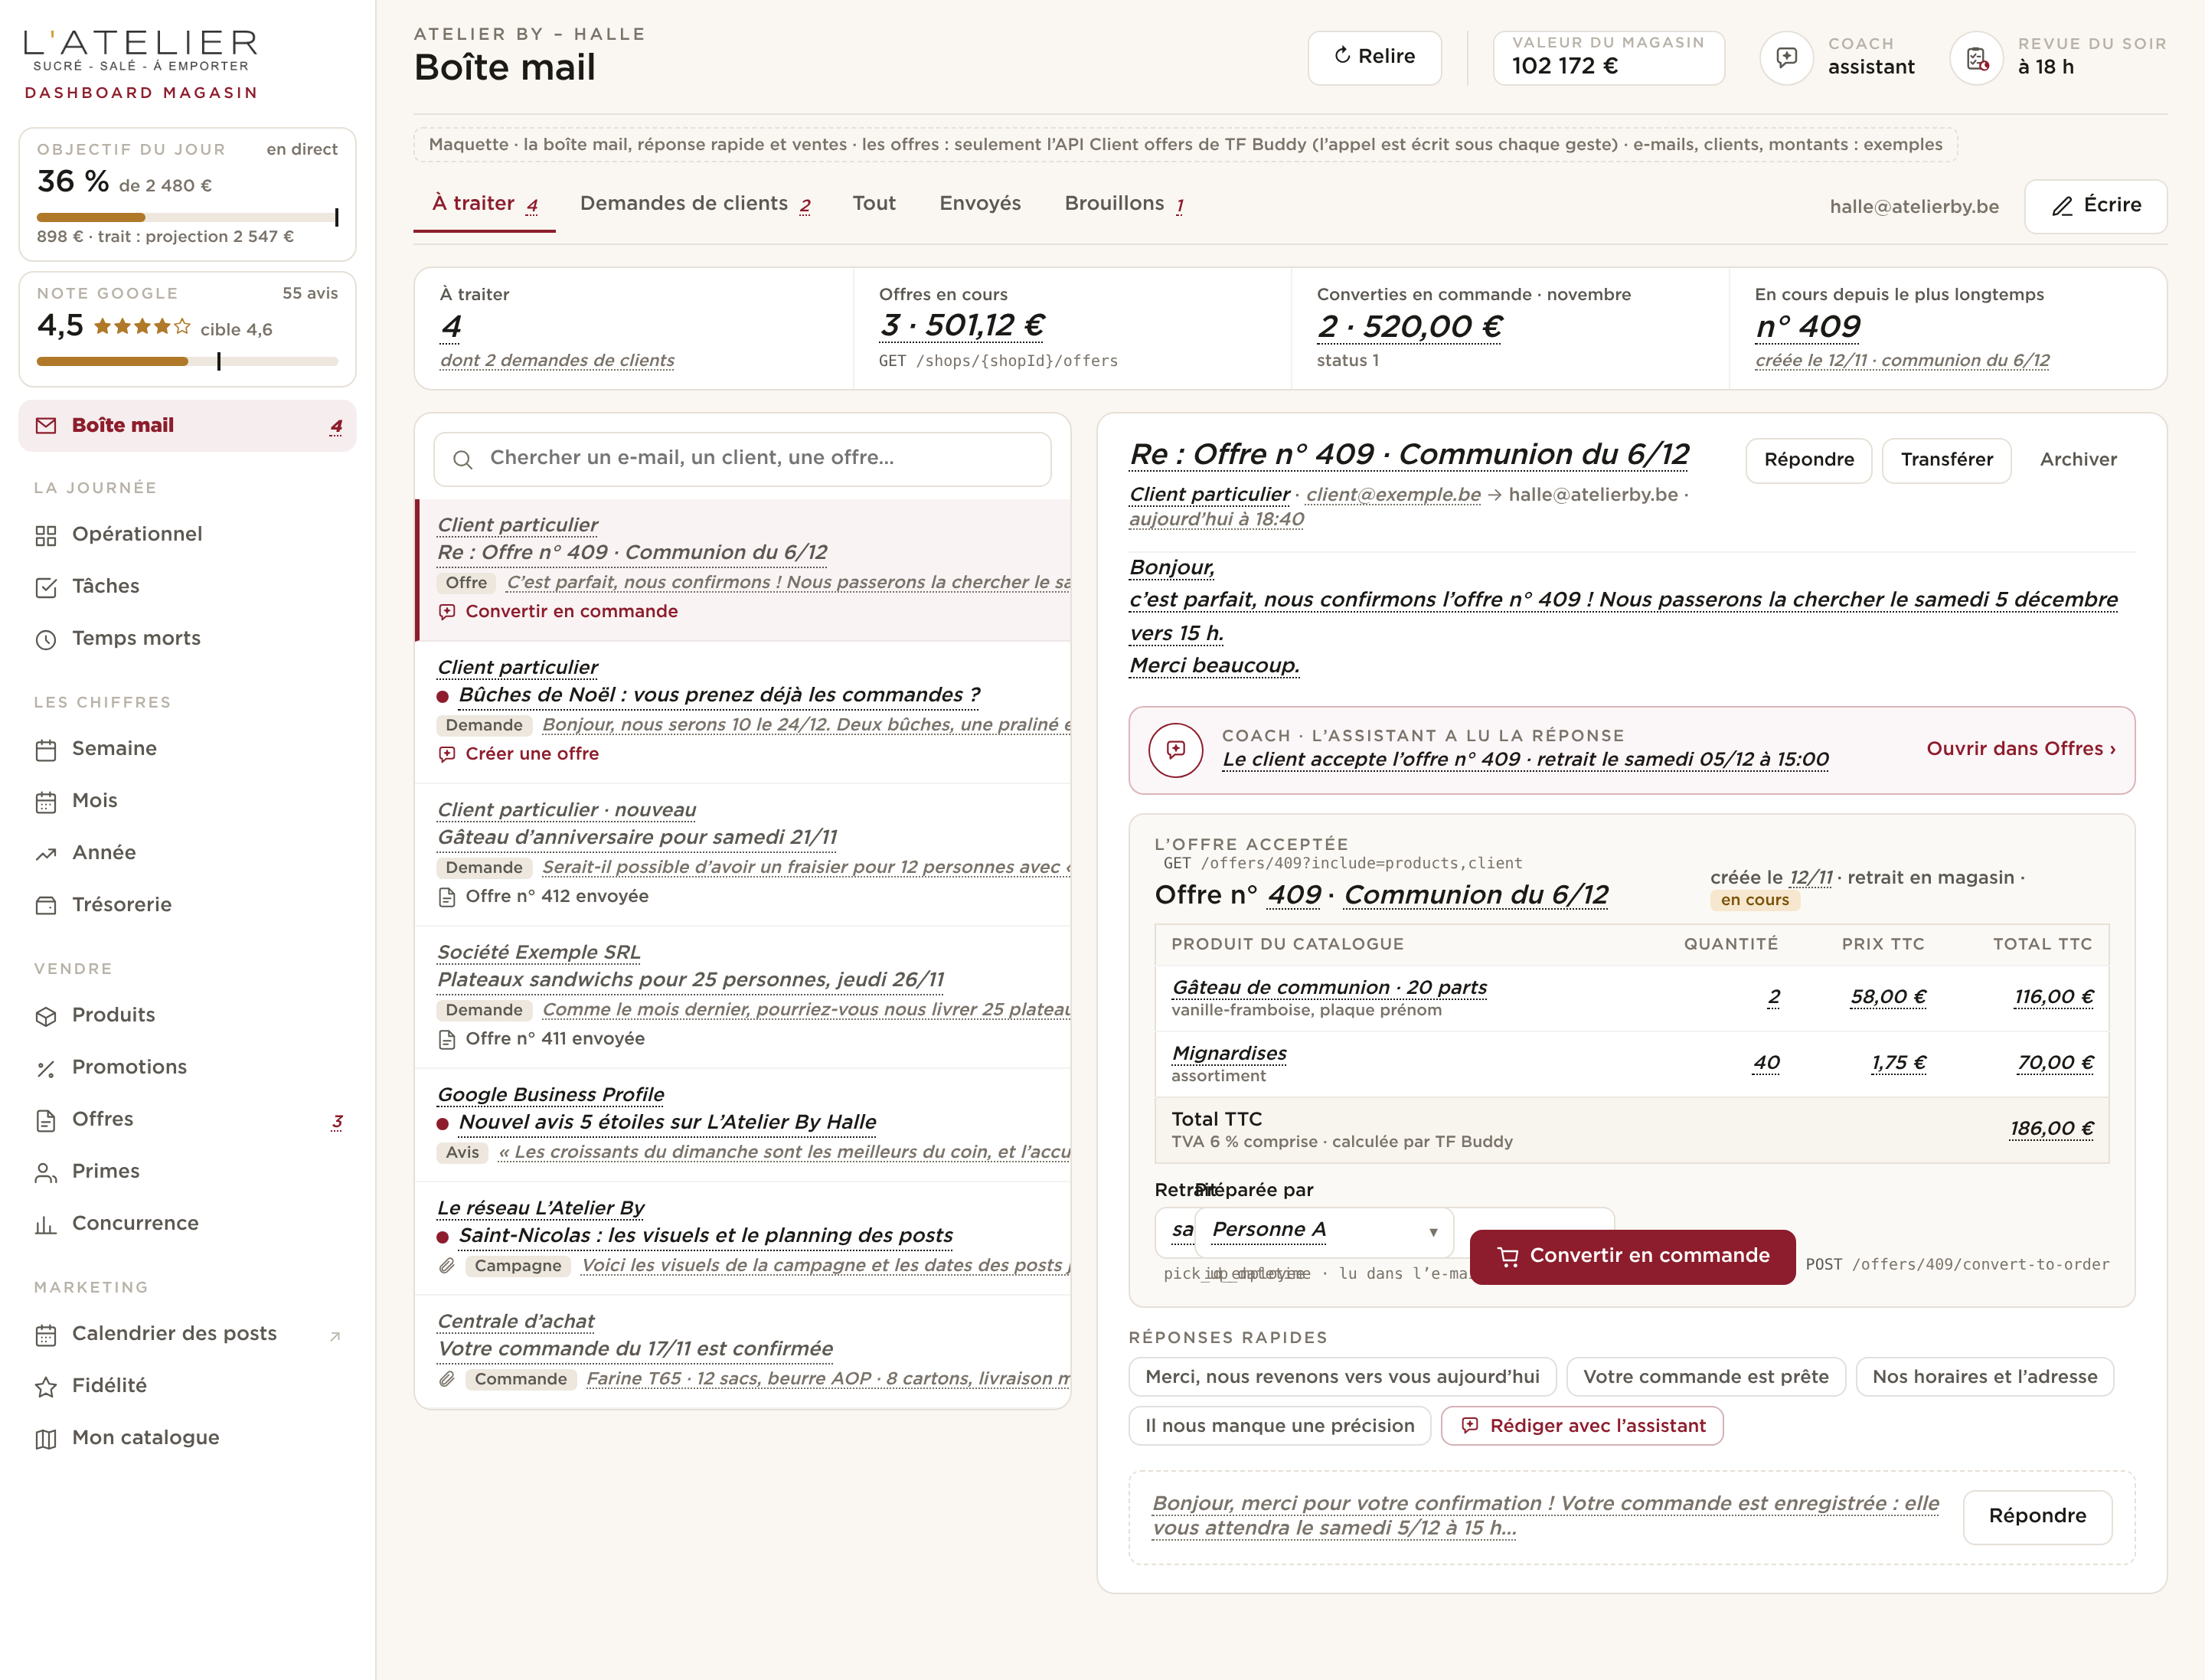 L'ATELIER
SUCRÉ - SALÉ - À EMPORTER
DASHBOARD MAGASIN
OBJECTIF DU JOUR en direct
36 % de 2 480 €
898 € · trait : projection 2 547 €
NOTE GOOGLE 55 avis
4,5 cible 4,6
Boîte mail 4
LA JOURNÉE
Opérationnel
Tâches
Temps morts
LES CHIFFRES
Semaine
Mois
Année
Trésorerie
VENDRE
Produits
Promotions
Offres 3
Primes
Concurrence
MARKETING
Calendrier des posts
Fidélité
Mon catalogue
ATELIER BY – HALLE
Boîte mail
Relire
VALEUR DU MAGASIN
102 172 €
COACH
assistant
REVUE DU SOIR
à 18 h
Maquette · la boîte mail, réponse rapide et ventes · les offres : seulement l’API Client offers de TF Buddy (l’appel est écrit sous chaque geste) · e-mails, clients, montants : exemples
À traiter 4 Demandes de clients 2 Tout Envoyés Brouillons 1
halle@atelierby.be
Écrire
À traiter
4
dont 2 demandes de clients
Offres en cours
3 · 501,12 €
GET /shops/{shopId}/offers
Converties en commande · novembre
2 · 520,00 €
status 1
En cours depuis le plus longtemps
n° 409
créée le 12/11 · communion du 6/12
Chercher un e-mail, un client, une offre…
Client particulier
Re : Offre n° 409 · Communion du 6/12
Offre C’est parfait, nous confirmons ! Nous passerons la chercher le
Convertir en commande
Client particulier
Bûches de Noël : vous prenez déjà les commandes ?
Demande Bonjour, nous serons 10 le 24/12. Deux bûches, une praliné
Créer une offre
Client particulier · nouveau
Gâteau d’anniversaire pour samedi 21/11
Demande Serait-il possible d’avoir un fraisier pour 12 personnes avec «
Offre n° 412 envoyée
Société Exemple SRL
Plateaux sandwichs pour 25 personnes, jeudi 26/11
Demande Comme le mois dernier, pourriez-vous nous livrer 25 plateau
Offre n° 411 envoyée
Google Business Profile
Nouvel avis 5 étoiles sur L’Atelier By Halle
Avis « Les croissants du dimanche sont les meilleurs du coin, et l’accu
Le réseau L’Atelier By
Saint-Nicolas : les visuels et le planning des posts
Campagne Voici les visuels de la campagne et les dates des posts
Centrale d’achat
Votre commande du 17/11 est confirmée
Commande Farine T65 · 12 sacs, beurre AOP · 8 cartons, livraison
Re : Offre n° 409 · Communion du 6/12
Répondre Transférer Archiver
Client particulier · client@exemple.be → halle@atelierby.be ·
aujourd’hui à 18:40
Bonjour,
c’est parfait, nous confirmons l’offre n° 409 ! Nous passerons la chercher le samedi 5 décembre
vers 15 h.
Merci beaucoup.
COACH · L’ASSISTANT A LU LA RÉPONSE
Le client accepte l’offre n° 409 · retrait le samedi 05/12 à 15:00
Ouvrir dans Offres ›
L’OFFRE ACCEPTÉE
GET /offers/409?include=products,client
Offre n° 409 · Communion du 6/12
créée le 12/11 · retrait en magasin ·
en cours
PRODUIT DU CATALOGUE QUANTITÉ PRIX TTC TOTAL TTC
Gâteau de communion · 20 parts 2 58,00 € 116,00 €
vanille-framboise, plaque prénom
Mignardises 40 1,75 € 70,00 €
assortiment
Total TTC 186,00 €
TVA 6 % comprise · calculée par TF Buddy
Retrait Préparée par
sa Personne A
· lu dans l’e-ma
Convertir en commande
POST /offers/409/convert-to-order
RÉPONSES RAPIDES
Merci, nous revenons vers vous aujourd’hui
Votre commande est prête
Nos horaires et l’adresse
Il nous manque une précision
Rédiger avec l’assistant
Bonjour, merci pour votre confirmation ! Votre commande est enregistrée : elle
vous attendra le samedi 5/12 à 15 h…
Répondre